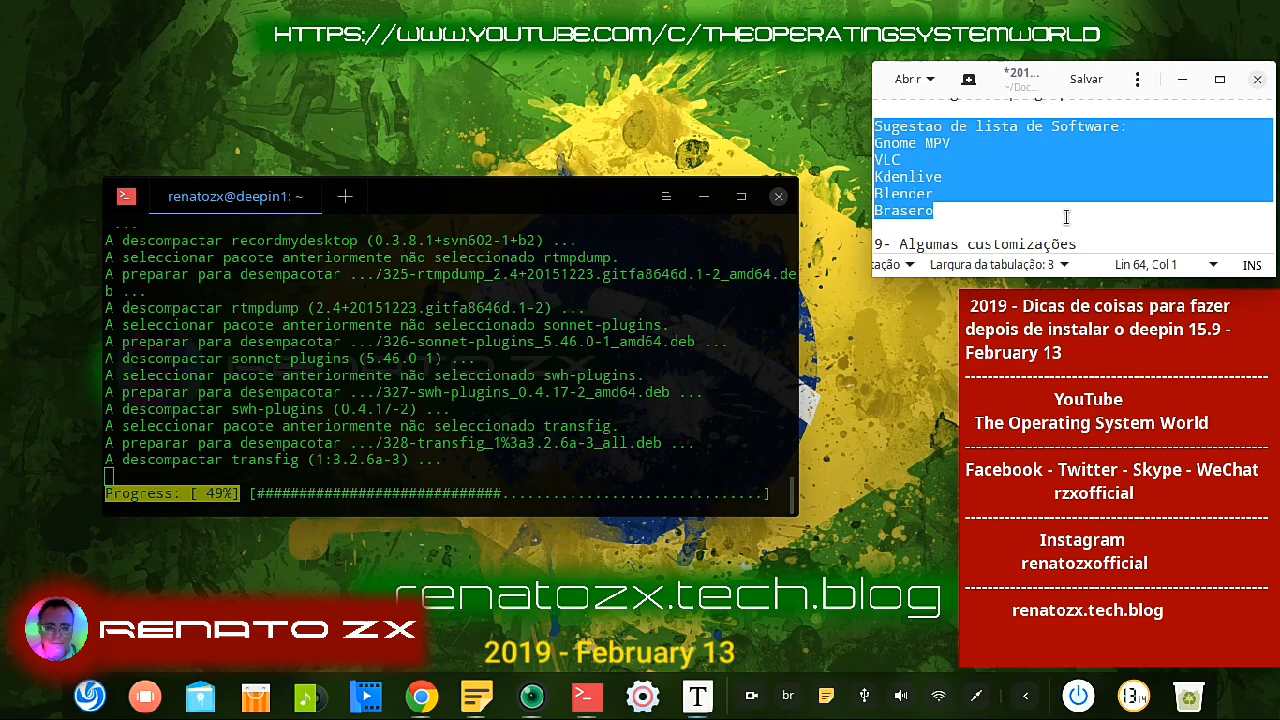 HTTPS://WWW.YOUTUBE.COM/C/THEOPERATINGSYSTEMWORLD
Abrir
*201...
~/Doc...
Salvar
Sugestao de lista de Software:
Gnome MPV
VLC
Kdenlive
Blender
Brasero
9- Algumas customizações
tação
Largura da tabulação: 8
Lin 64, Col 1
INS
renatozx@deepin1: ~
...
A descompactar recordmydesktop (0.3.8.1+svn602-1+b2) ...
A seleccionar pacote anteriormente não seleccionado rtmpdump.
A preparar para desempacotar .../325-rtmpdump_2.4+20151223.gitfa8646d.1-2_amd64.de
b ...
A descompactar rtmpdump (2.4+20151223.gitfa8646d.1-2) ...
A seleccionar pacote anteriormente não seleccionado sonnet-plugins.
A preparar para desempacotar .../326-sonnet-plugins_5.46.0-1_amd64.deb ...
A descompactar sonnet-plugins (5.46.0-1) ...
A seleccionar pacote anteriormente não seleccionado swh-plugins.
A preparar para desempacotar .../327-swh-plugins_0.4.17-2_amd64.deb ...
A descompactar swh-plugins (0.4.17-2) ...
A seleccionar pacote anteriormente não seleccionado transfig.
A preparar para desempacotar .../328-transfig_1%3a3.2.6a-3_all.deb ...
A descompactar transfig (1:3.2.6a-3) ...
Progress: [ 49%] [#############################...............................]
2019 - Dicas de coisas para fazer
depois de instalar o deepin 15.9 -
February 13
YouTube
The Operating System World
Facebook - Twitter - Skype - WeChat
rzxofficial
Instagram
renatozxofficial
renatozx.tech.blog
renatozx.tech.blog
RENATO ZX
2019 - February 13
T
br
13 14